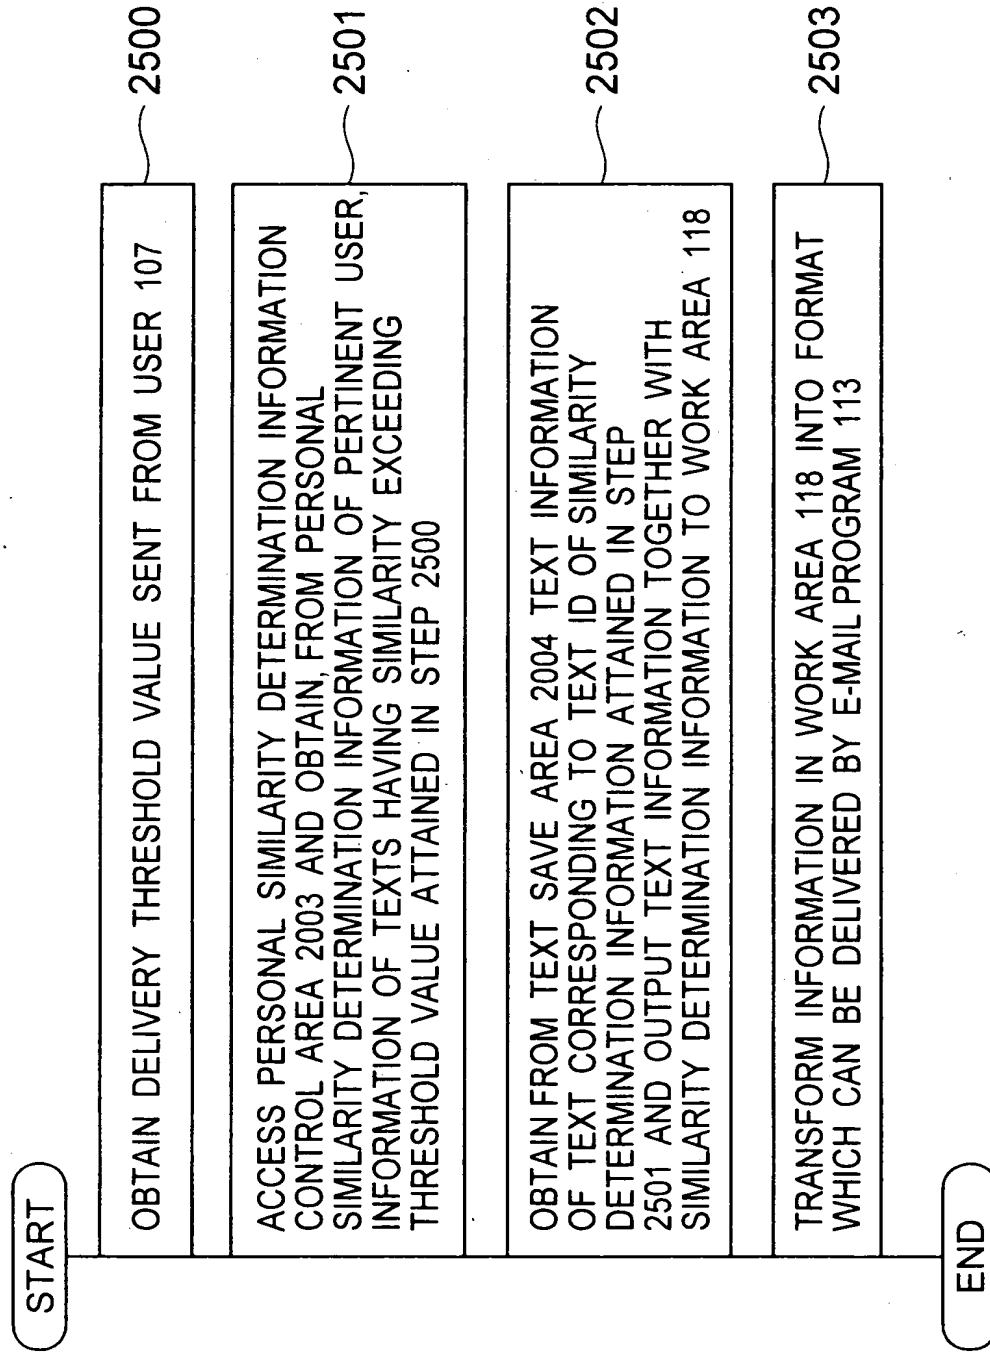 START
OBTAIN DELIVERY THRESHOLD VALUE SENT FROM USER 107
2500
ACCESS PERSONAL SIMILARITY DETERMINATION INFORMATION
CONTROL AREA 2003 AND OBTAIN, FROM PERSONAL
SIMILARITY DETERMINATION INFORMATION OF PERTINENT USER,
INFORMATION OF TEXTS HAVING SIMILARITY EXCEEDING
THRESHOLD VALUE ATTAINED IN STEP 2500
2501
OBTAIN FROM TEXT SAVE AREA 2004 TEXT INFORMATION
OF TEXT CORRESPONDING TO TEXT ID OF SIMILARITY
DETERMINATION INFORMATION ATTAINED IN STEP
2501 AND OUTPUT TEXT INFORMATION TOGETHER WITH
SIMILARITY DETERMINATION INFORMATION TO WORK AREA 118
2502
TRANSFORM INFORMATION IN WORK AREA 118 INTO FORMAT
WHICH CAN BE DELIVERED BY E-MAIL PROGRAM 113
2503
END